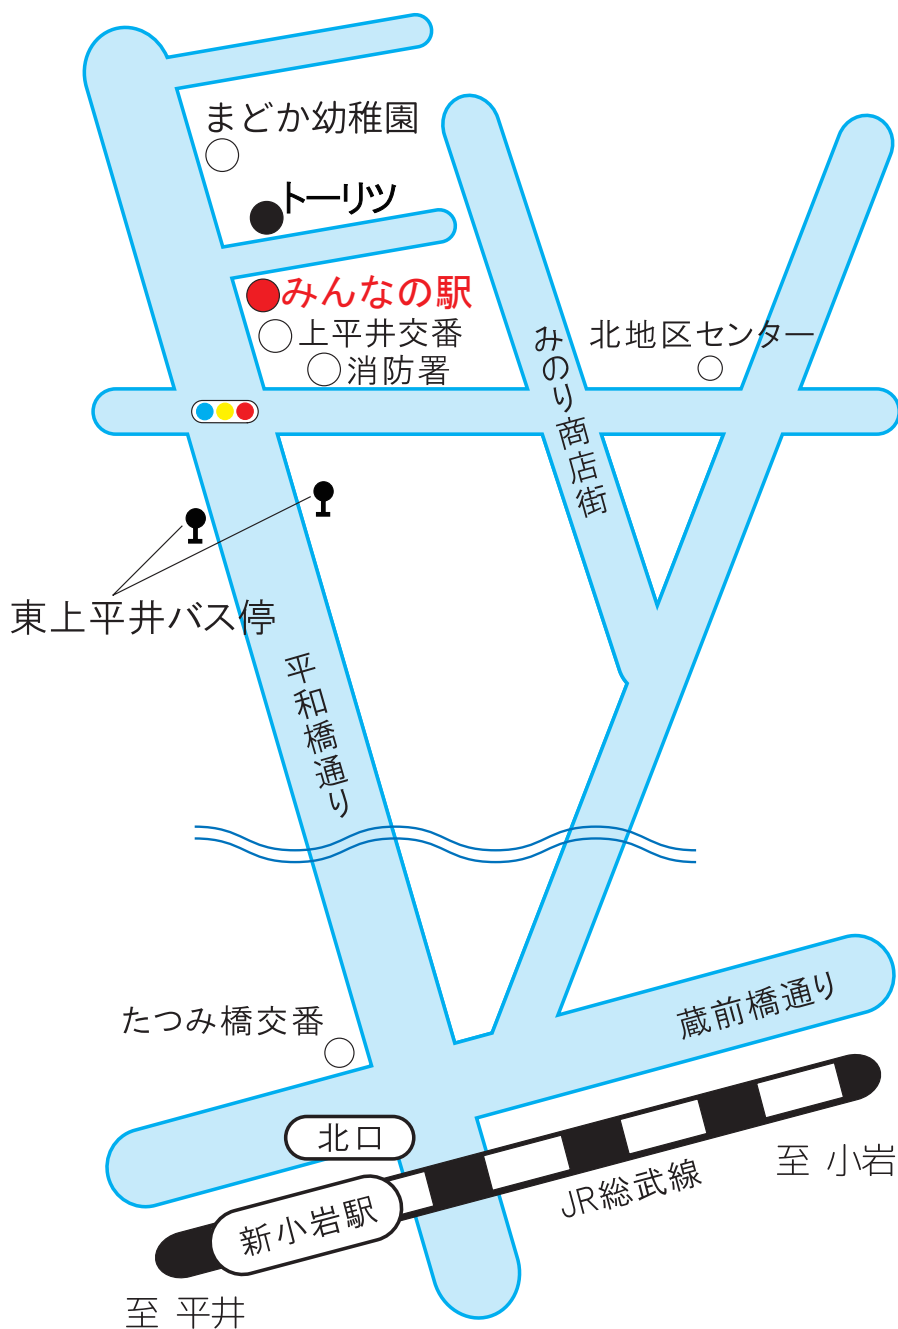 まどか幼稚園
トーリツ
みんなの駅
上平井交番
消防署
北地区センター
みのり商店街
東上平井バス停
平和橋通り
たつみ橋交番
蔵前橋通り
北口
新小岩駅
JR総武線
至 小岩
至 平井